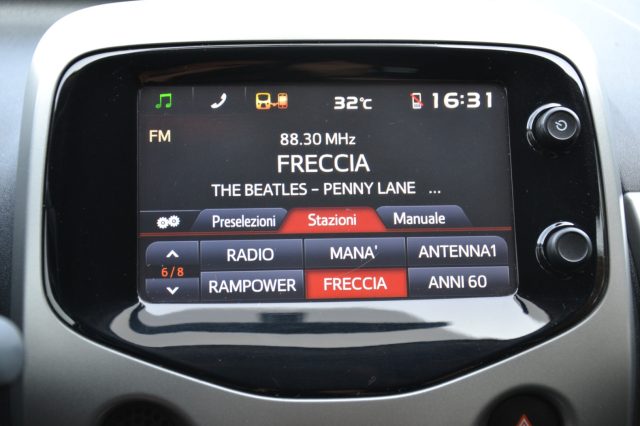 32°C 16:31
FM
88.30 MHz
FRECCIA
THE BEATLES - PENNY LANE ...
Preselezioni Stazioni Manuale
RADIO MANÀ' ANTENNA1
6/8
RAMPOWER FRECCIA ANNI 60